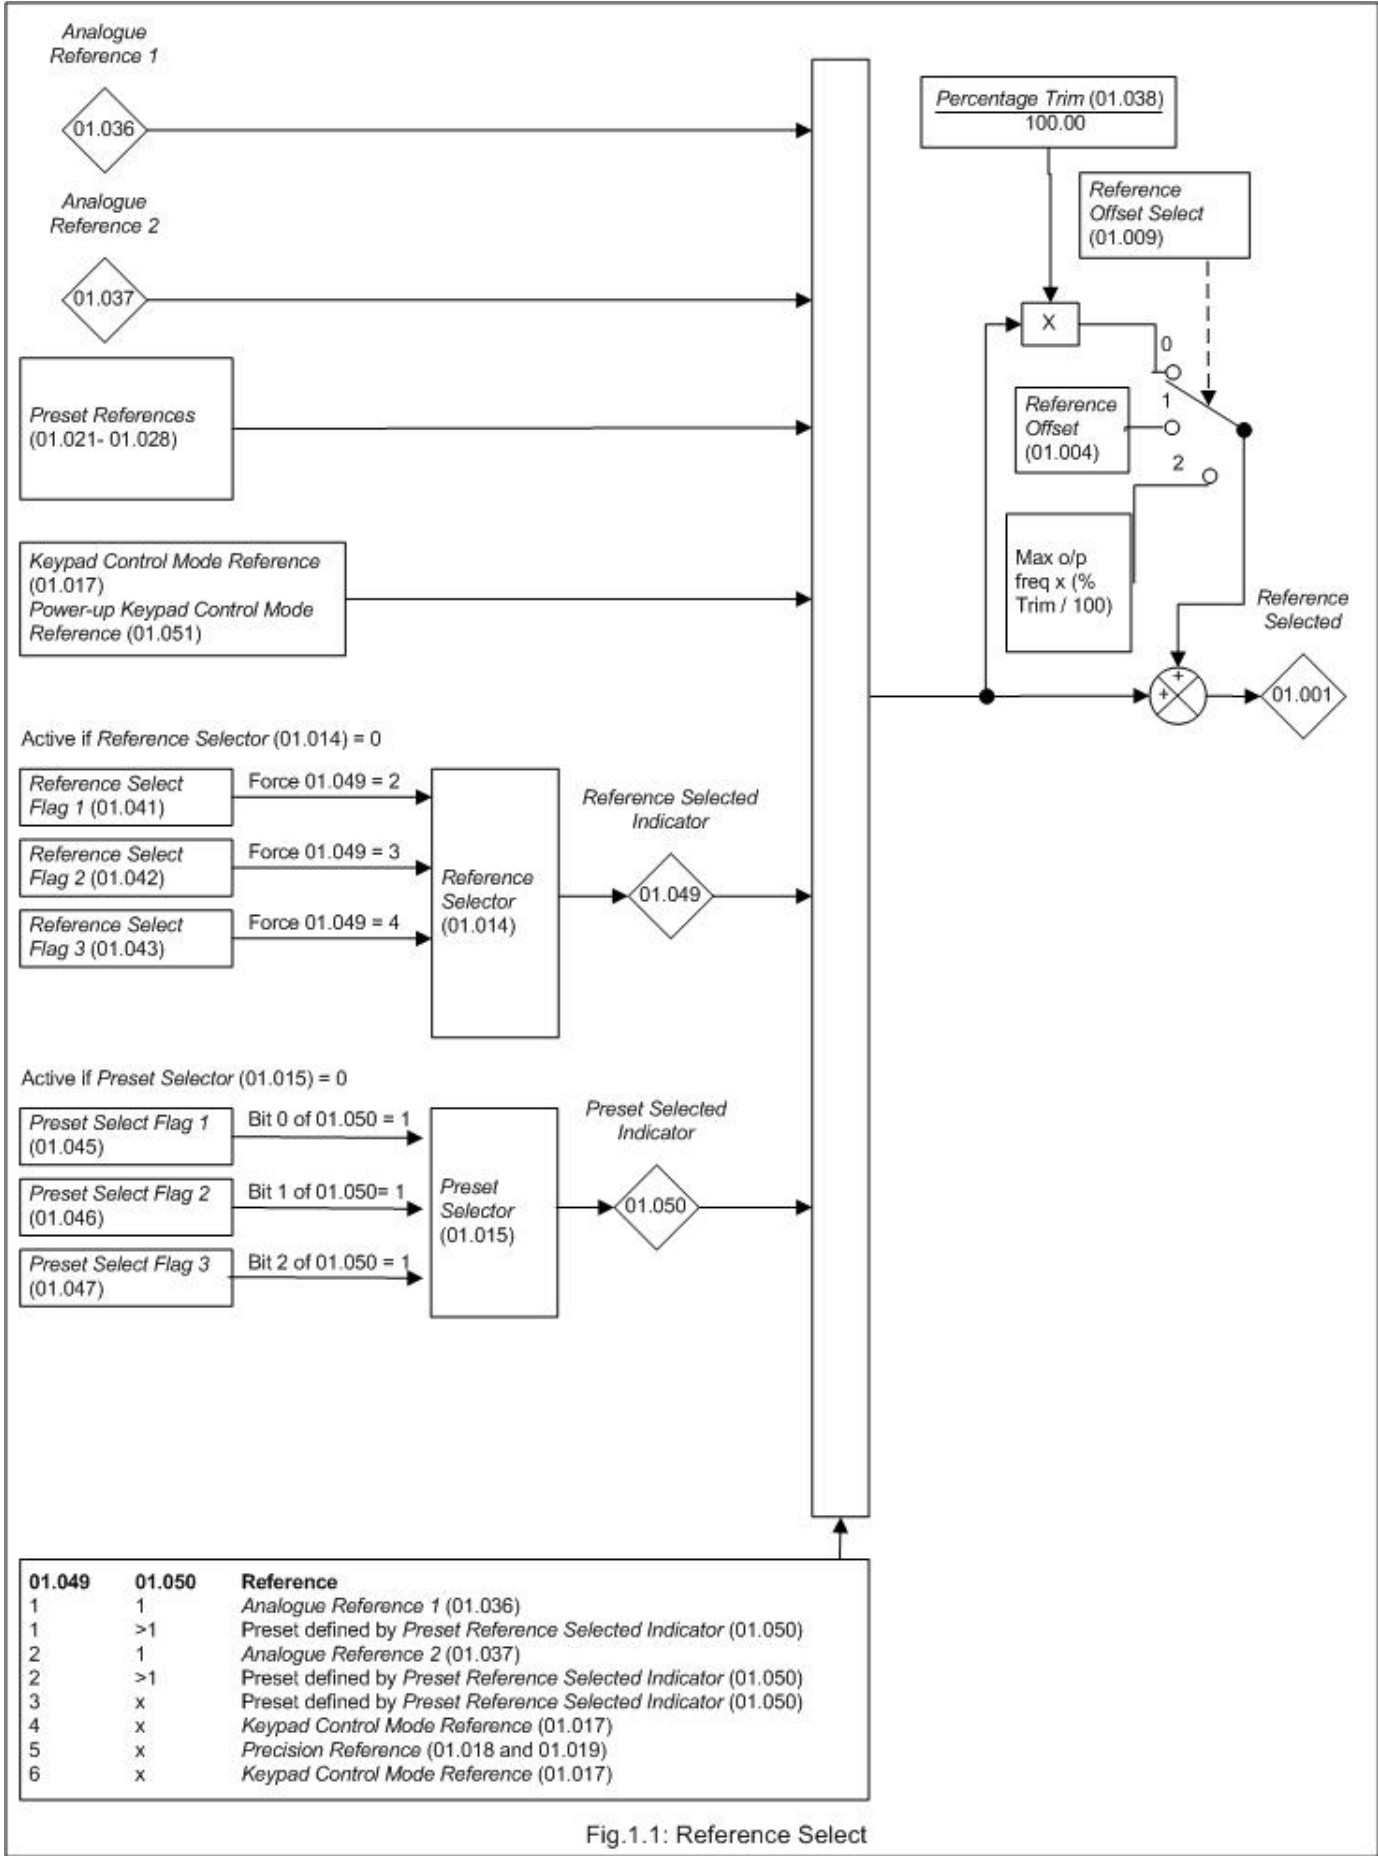 Analogue
Reference 1
01.036
Analogue
Reference 2
01.037
Preset References
(01.021- 01.028)
Keypad Control Mode Reference
(01.017)
Power-up Keypad Control Mode
Reference (01.051)
Percentage Trim (01.038)
100.00
Reference
Offset Select
(01.009)
X
0
1
2
Reference
Offset
(01.004)
Max o/p
freq x (%
Trim / 100)
Reference
Selected
+
+
01.001
Active if Reference Selector (01.014) = 0
Reference Select
Flag 1 (01.041)
Force 01.049 = 2
Reference Select
Flag 2 (01.042)
Force 01.049 = 3
Reference Select
Flag 3 (01.043)
Force 01.049 = 4
Reference
Selector
(01.014)
Reference Selected
Indicator
01.049
Active if Preset Selector (01.015) = 0
Preset Select Flag 1
(01.045)
Bit 0 of 01.050 = 1
Preset Select Flag 2
(01.046)
Bit 1 of 01.050= 1
Preset Select Flag 3
(01.047)
Bit 2 of 01.050 = 1
Preset
Selector
(01.015)
Preset Selected
Indicator
01.050
01.049 01.050 Reference
1 1 Analogue Reference 1 (01.036)
1 >1 Preset defined by Preset Reference Selected Indicator (01.050)
2 1 Analogue Reference 2 (01.037)
2 >1 Preset defined by Preset Reference Selected Indicator (01.050)
3 x Preset defined by Preset Reference Selected Indicator (01.050)
4 x Keypad Control Mode Reference (01.017)
5 x Precision Reference (01.018 and 01.019)
6 x Keypad Control Mode Reference (01.017)
Fig.1.1: Reference Select